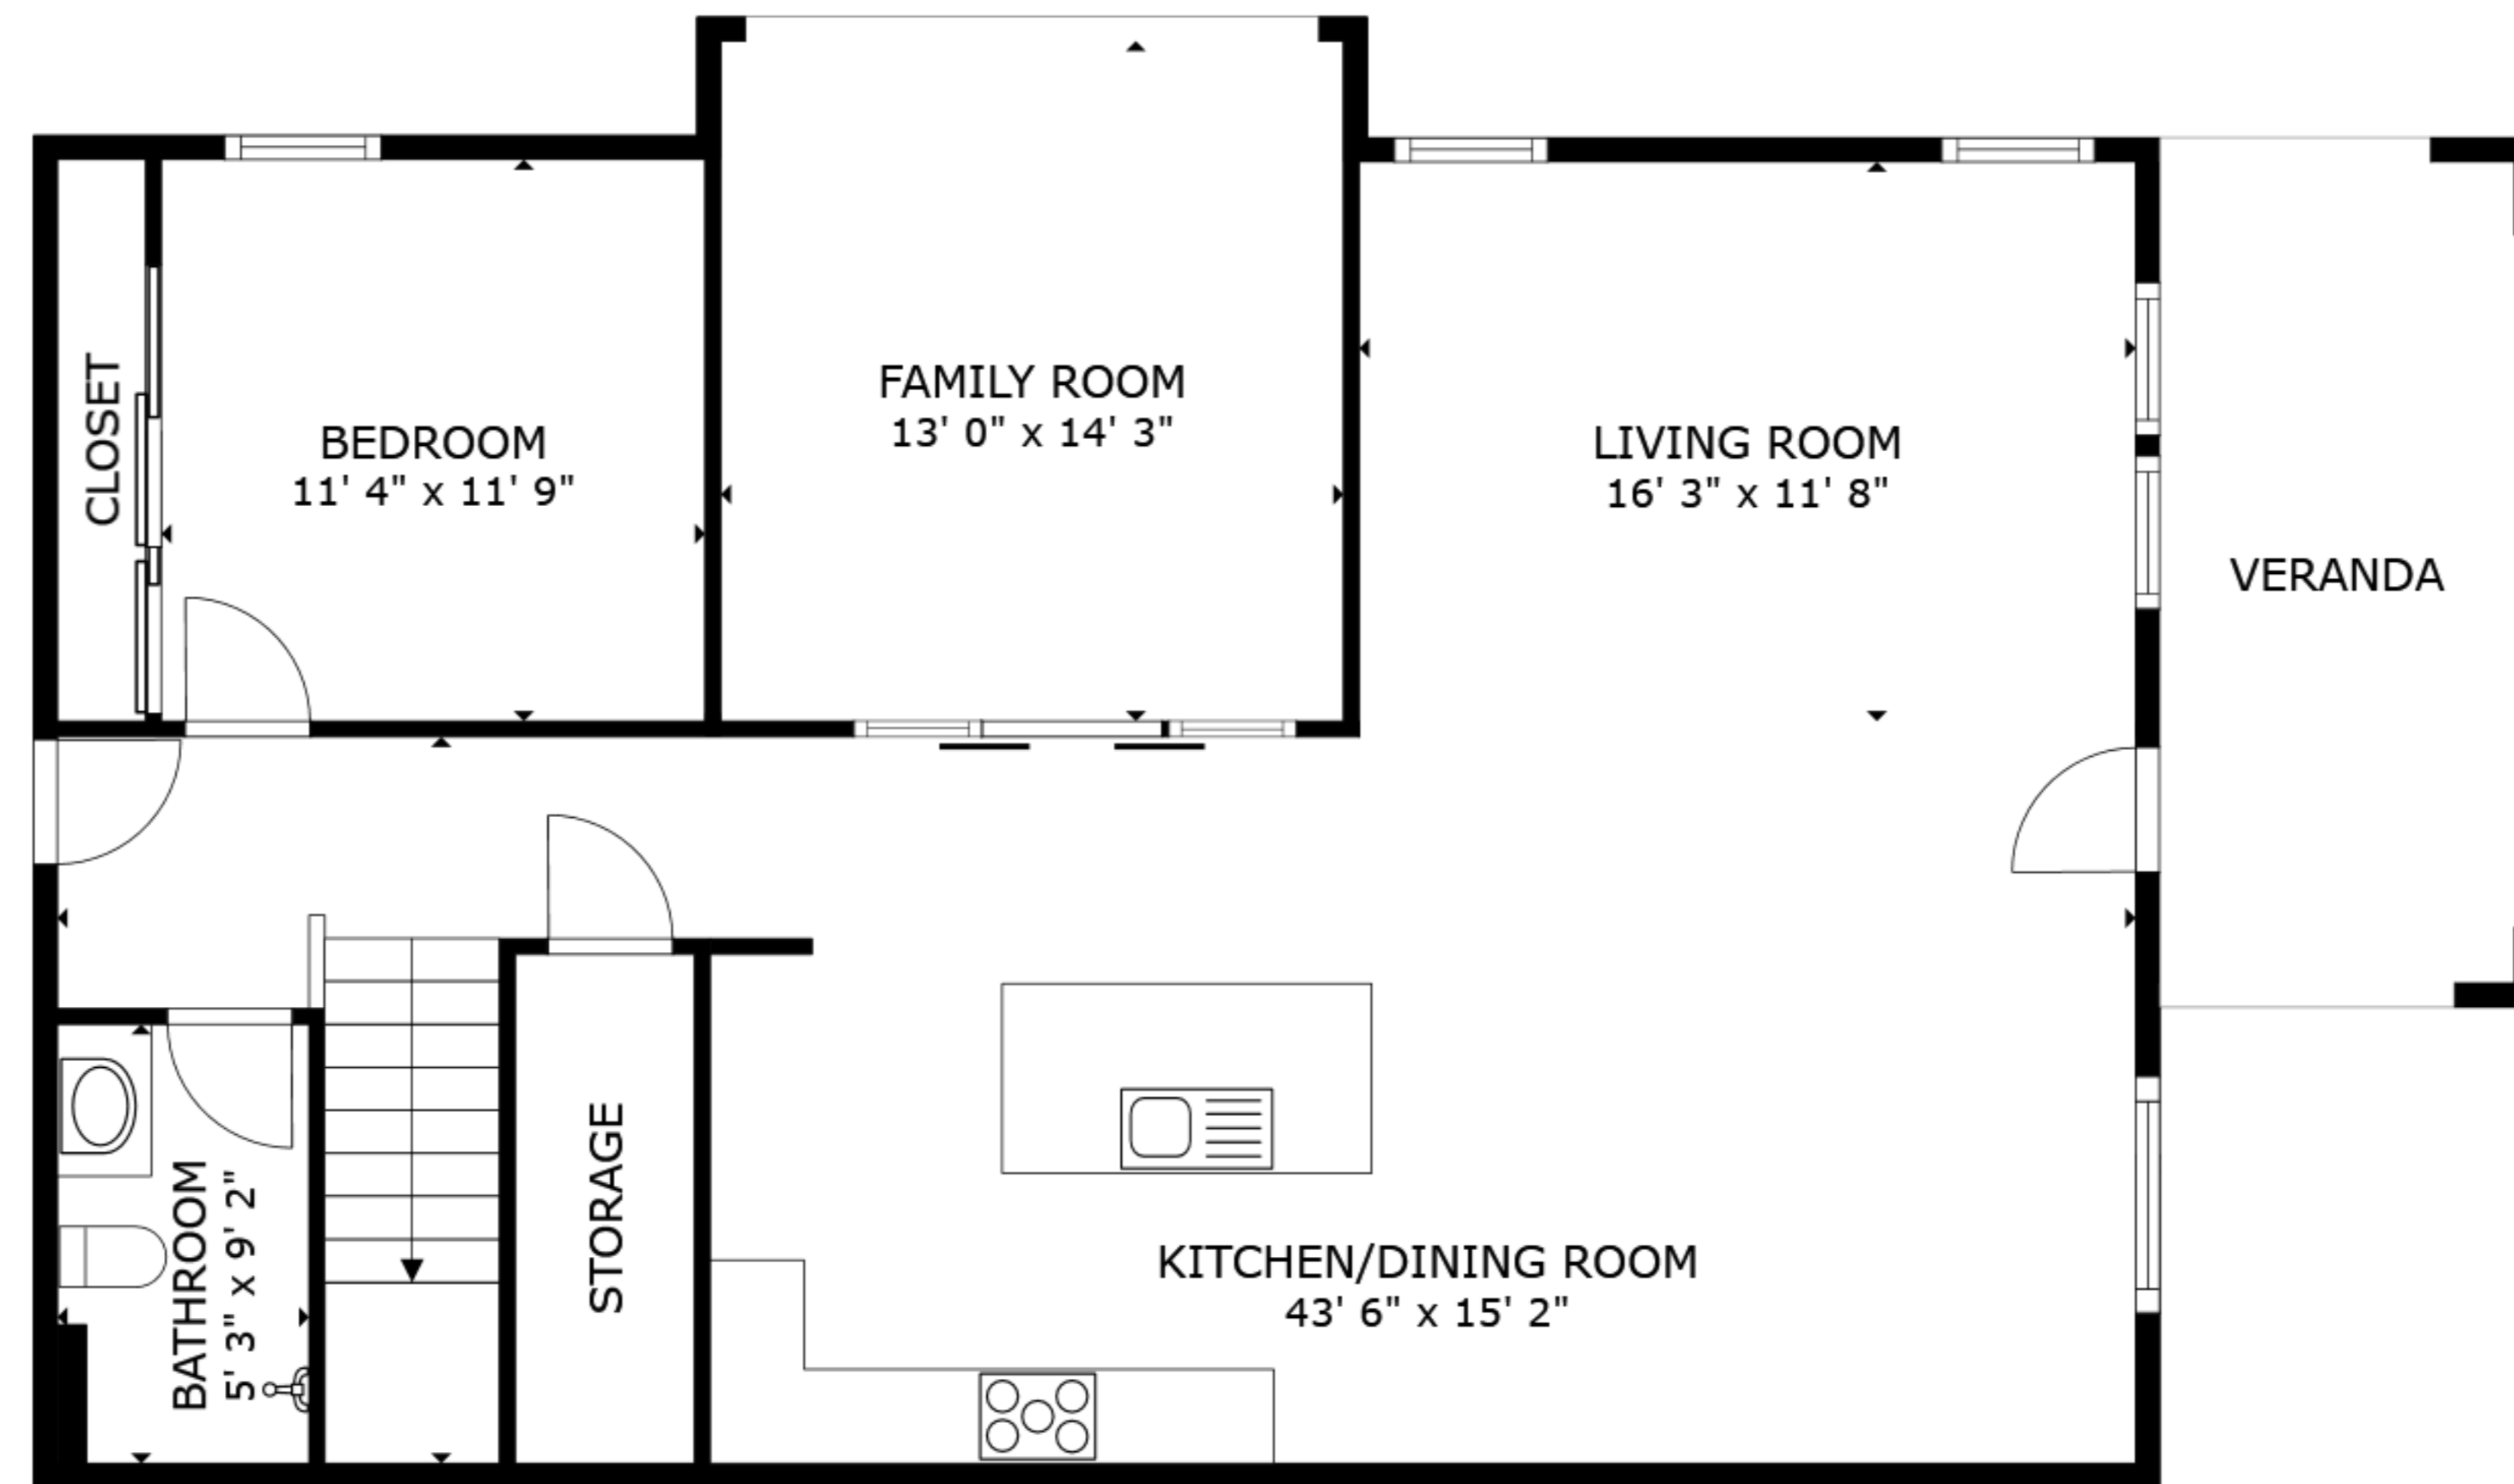 CLOSET
BEDROOM
11' 4" x 11' 9"
FAMILY ROOM
13' 0" x 14' 3"
LIVING ROOM
16' 3" x 11' 8"
VERANDA
BATHROOM
5' 3" x 9' 2"
STORAGE
KITCHEN/DINING ROOM
43' 6" x 15' 2"